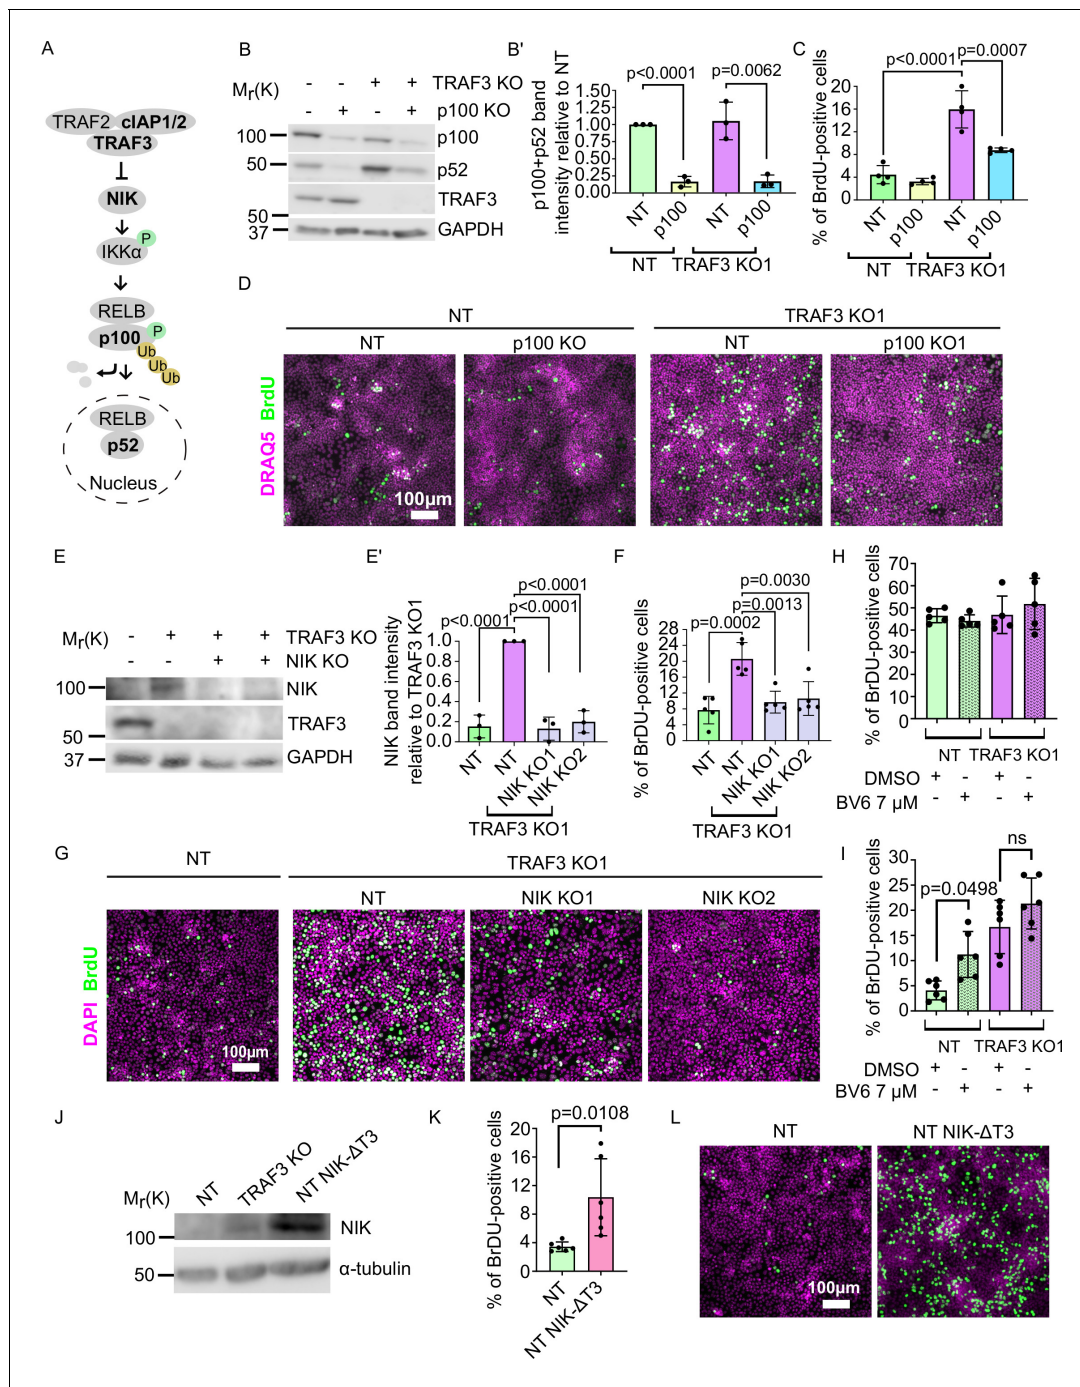 A
TRAF2 cIAP1/2
TRAF3
NIK
IKKα P
RELB
p100 P
Ub
Ub
Ub
RELB
p52
Nucleus
B
- - + + TRAF3 KO
Mr(K)
- + - + p100 KO
100 p100
50 p52
TRAF3
50
37 GAPDH
B'
p100+p52 band
intensity relative to NT
p<0.0001 p=0.0062
1.50
1.25
1.00
0.75
0.50
0.25
0.00
NT p100 NT p100
NT TRAF3 KO1
C
% of BrdU-positive cells
p<0.0001 p=0.0007
20
16
12
8
4
0
NT p100 NT p100
NT TRAF3 KO1
D
NT TRAF3 KO1
NT p100 KO NT p100 KO1
DRAQ5 BrdU
100µm
E
Mr(K) - + + + TRAF3 KO
- - + + NIK KO
100 NIK
TRAF3
50
37 GAPDH
E'
NIK band intensity
relative to TRAF3 KO1
p<0.0001
p<0.0001
p<0.0001
1.0
0.8
0.6
0.4
0.2
0.0
NT NT NIK KO1 NIK KO2
TRAF3 KO1
F
% of BrDU-positive cells
p=0.0030
p=0.0013
p=0.0002
28
24
20
16
12
8
4
0
NT NT NIK KO1 NIK KO2
TRAF3 KO1
H
% of BrDU-positive cells
70
60
50
40
30
20
10
0
NT TRAF3 KO1
DMSO + - + -
BV6 7 µM - + - +
G
NT TRAF3 KO1
NT NIK KO1 NIK KO2
DAPI BrdU
100µm
I
% of BrDU-positive cells
ns
p=0.0498
30
25
20
15
10
5
0
NT TRAF3 KO1
DMSO + - + -
BV6 7 µM - + - +
J
Mr(K) NT TRAF3 KO NT NIK-ΔT3
100 NIK
50 α-tubulin
K
% of BrDU-positive cells
p=0.0108
20
16
12
8
4
0
NT NT NIK-ΔT3
L
NT NT NIK-ΔT3
100µm